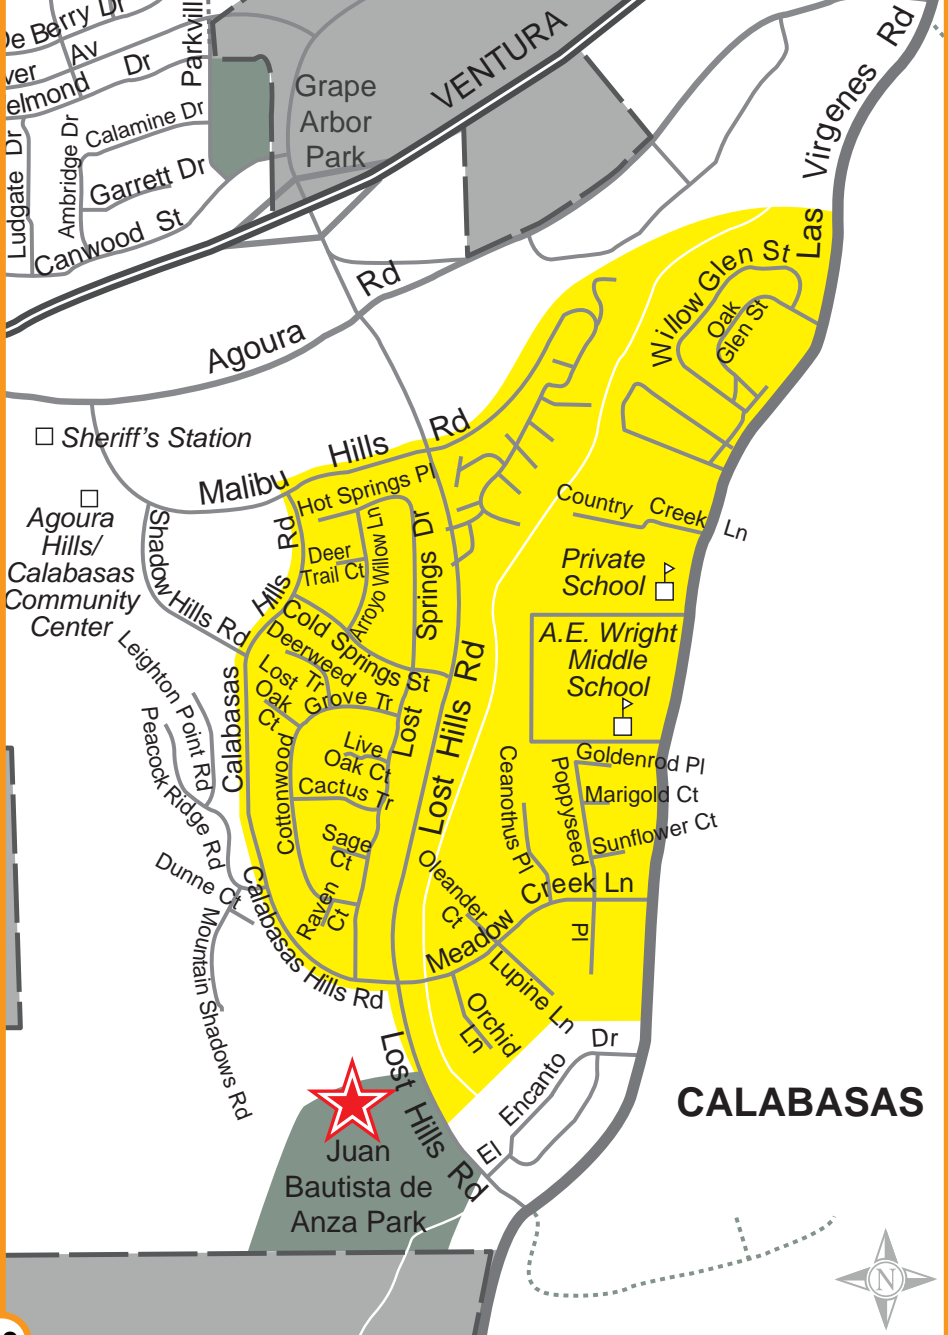 De Berry Dr
Av
Dr
Parkvill
Calamine Dr
Ambridge Dr
Ludgate Dr
Garrett Dr
Canwood St
Grape
Arbor
Park
VENTURA
Las Virgenes Rd
Agoura Rd
Willow Glen St
Oak
Glen St
Sheriff's Station
Malibu Hills Rd
Agoura
Hills/
Calabasas
Community
Center
Shadow Hills Rd
Hot Springs Pl
Deer
Trail Ct
Arroyo Willow Ln
Lost Springs Dr
Country Creek Ln
Private
School
A.E. Wright
Middle
School
Cold Springs St
Deerweed
Tr
Lost
Oak
Ct
Grove Tr
Calabasas Hills Rd
Leighton Point Rd
Peacock Ridge Rd
Live
Oak Ct
Cactus Tr
Cottonwood
Sage
Ct
Raven
Ct
Lost Hills Rd
Goldenrod Pl
Marigold Ct
Sunflower Ct
Poppyseed Pl
Ceanothus Pl
Oleander
Ct
Meadow Creek Ln
Lupine Ln
Orchid
Ln
Dunne Ct
Mountain Shadows Rd
Calabasas Hills Rd
Lost Hills Rd
El Encanto Dr
CALABASAS
Juan
Bautista de
Anza Park
N